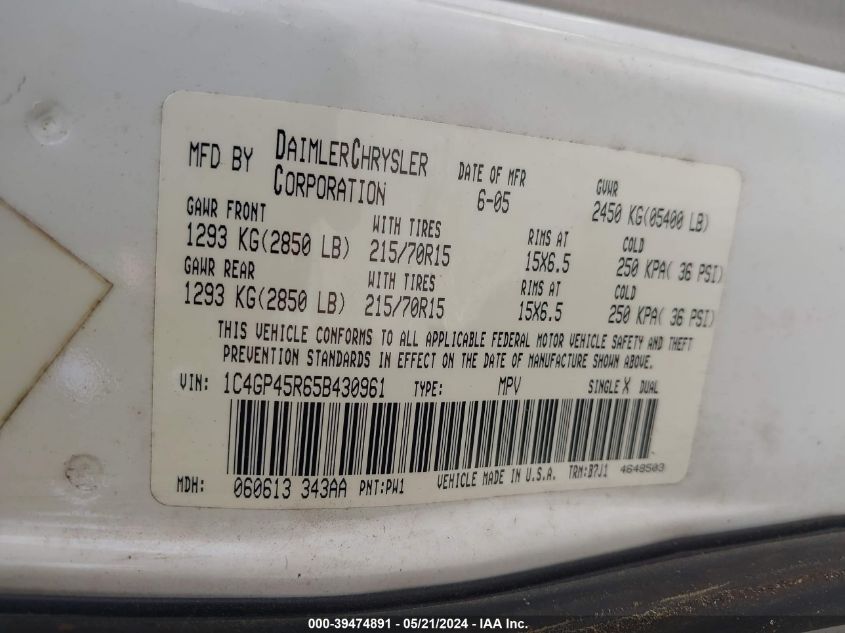 MFD BY DAIMLERCHRYSLER CORPORATION
DATE OF MFR 6-05
GVWR 2450 KG(05400 LB)
GAWR FRONT WITH TIRES RIMS AT COLD
1293 KG(2850 LB) 215/70R15 15X6.5 250 KPA( 36 PSI)
GAWR REAR WITH TIRES RIMS AT COLD
1293 KG(2850 LB) 215/70R15 15X6.5 250 KPA( 36 PSI)
THIS VEHICLE CONFORMS TO ALL APPLICABLE FEDERAL MOTOR VEHICLE SAFETY AND THEFT
PREVENTION STANDARDS IN EFFECT ON THE DATE OF MANUFACTURE SHOWN ABOVE.
VIN: 1C4GP45R65B430961 TYPE: MPV SINGLE X DUAL
MDH: 060613 343AA PNT:PW1 VEHICLE MADE IN U.S.A. TRM:B7J1 4648503
000-39474891 - 05/21/2024 - IAA Inc.